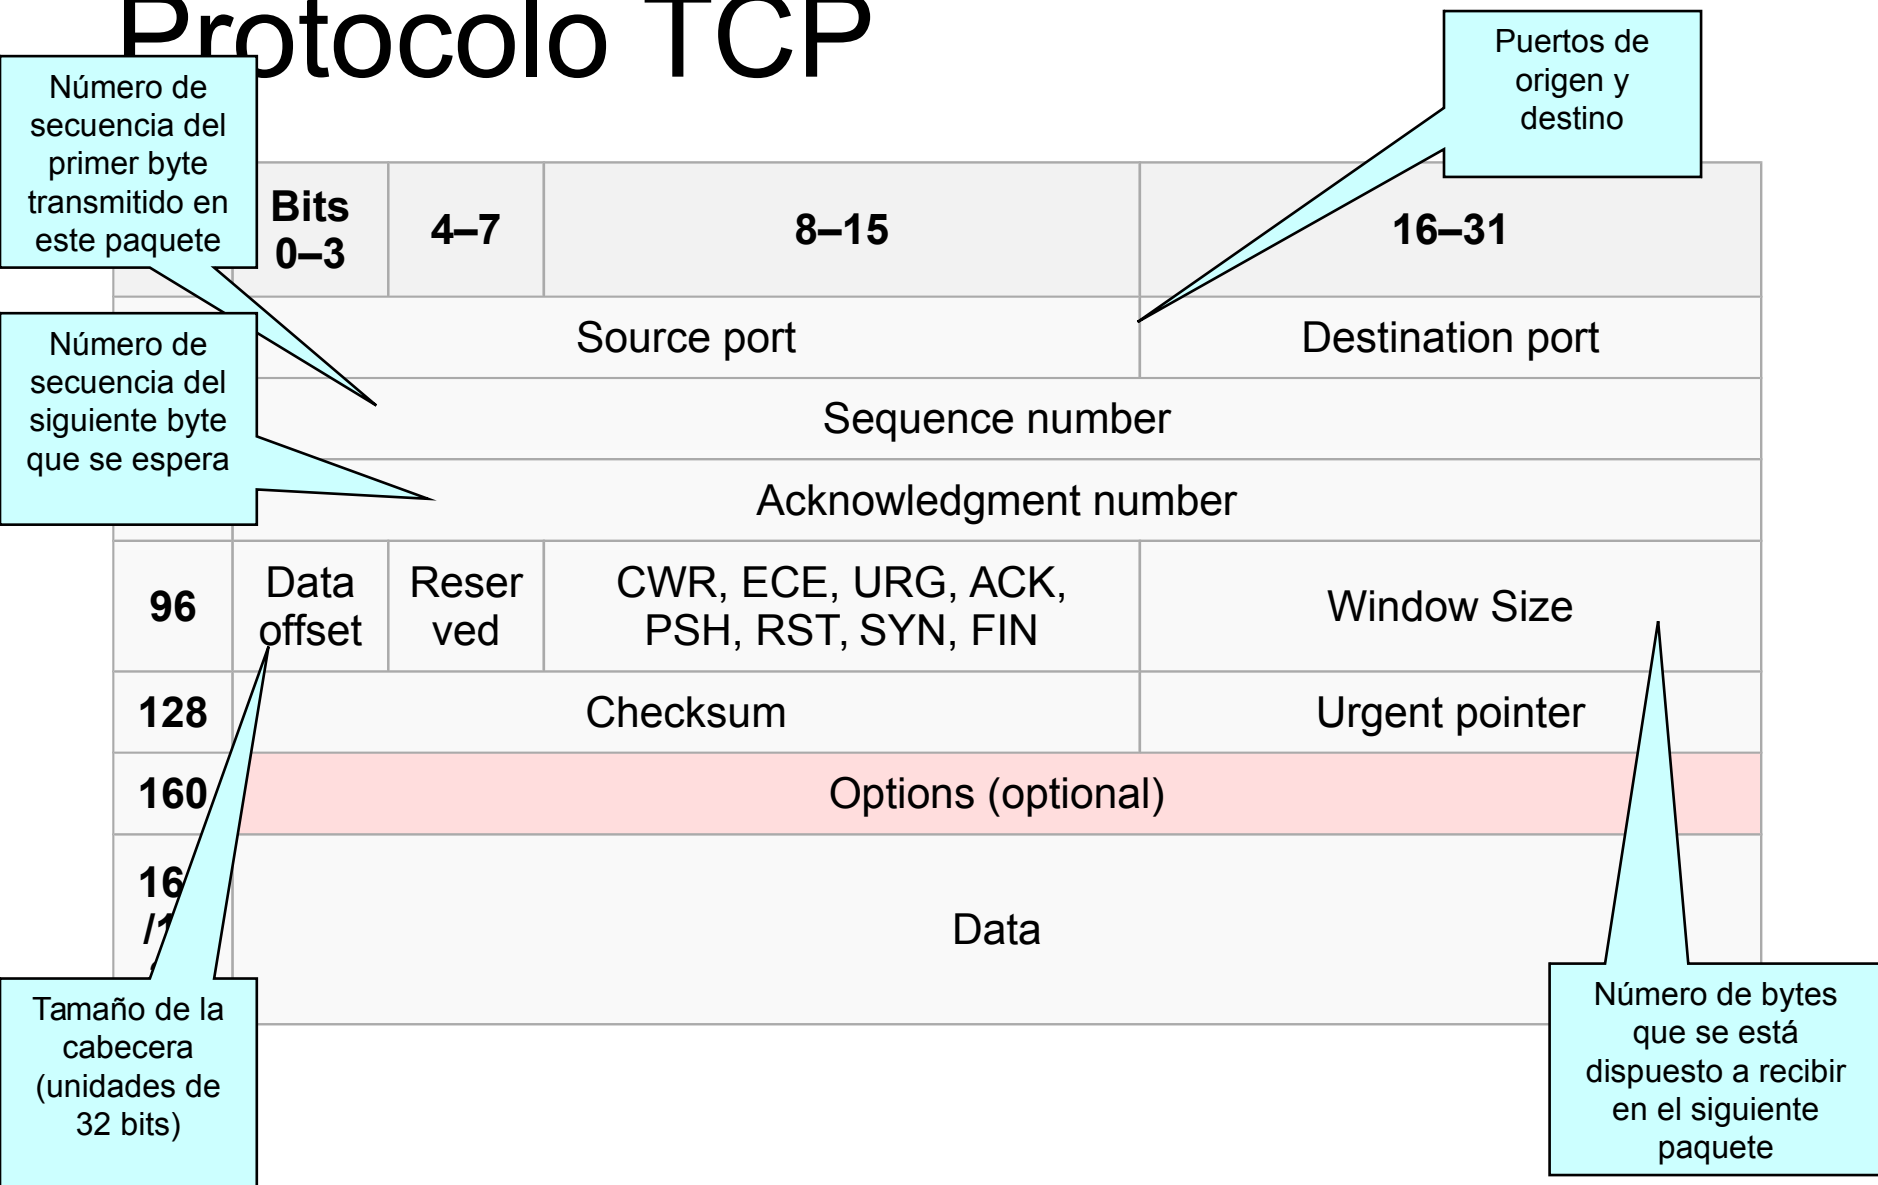 Protocolo TCP
Número de
secuencia del
primer byte
transmitido en
este paquete
Puertos de
origen y
destino
Bits
0–3
4–7
8–15
16–31
Número de
secuencia del
siguiente byte
que se espera
Source port
Destination port
Sequence number
Acknowledgment number
96
Data
offset
Reser
ved
CWR, ECE, URG, ACK,
PSH, RST, SYN, FIN
Window Size
128
Checksum
Urgent pointer
160
Options (optional)
Data
Tamaño de la
cabecera
(unidades de
32 bits)
Número de bytes
que se está
dispuesto a recibir
en el siguiente
paquete